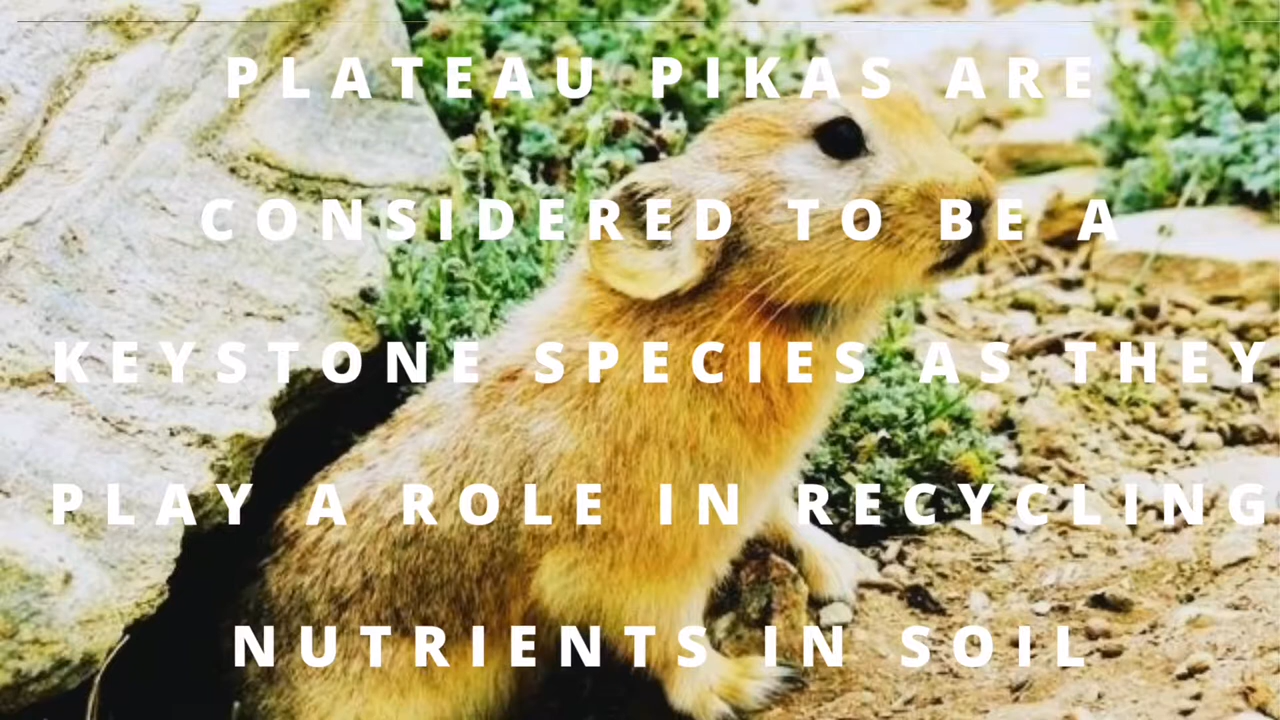 PLATEAU PIKAS ARE
CONSIDERED TO BE A
KEYSTONE SPECIES AS THEY
PLAY A ROLE IN RECYCLING
NUTRIENTS IN SOIL